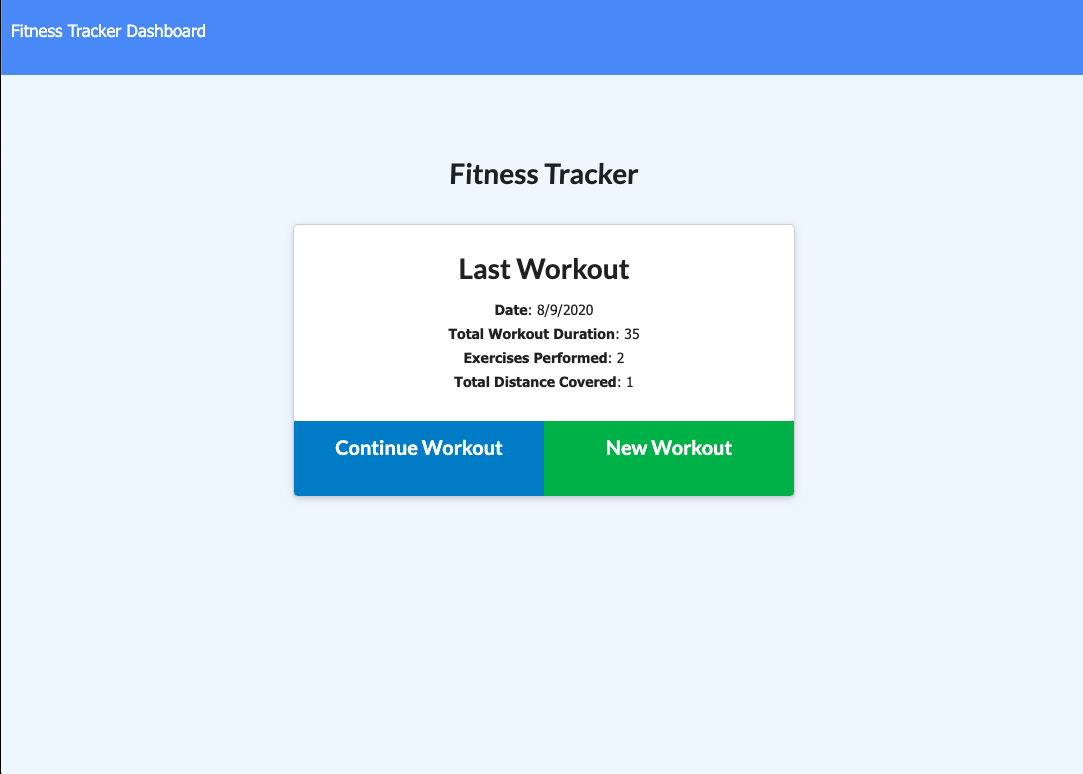 Fitness Tracker Dashboard
Fitness Tracker
Last Workout
Date: 8/9/2020
Total Workout Duration: 35
Exercises Performed: 2
Total Distance Covered: 1
Continue Workout New Workout